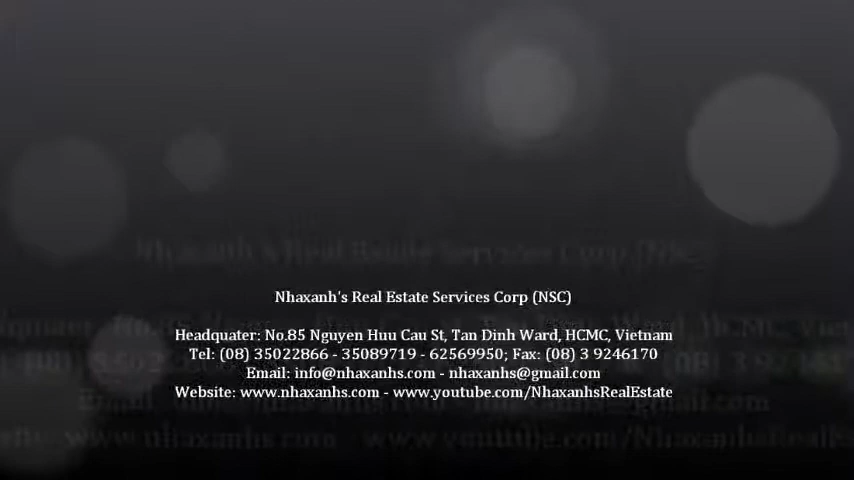 Nhaxanh's Real Estate Services Corp (NSC)
Headquater: No.85 Nguyen Huu Cau St, Tan Dinh Ward, HCMC, Vietnam
Tel: (08) 35022866 - 35089719 - 62569950; Fax: (08) 3 9246170
Email: info@nhaxanhs.com - nhaxanhs@gmail.com
Website: www.nhaxanhs.com - www.youtube.com/NhaxanhsRealEstate